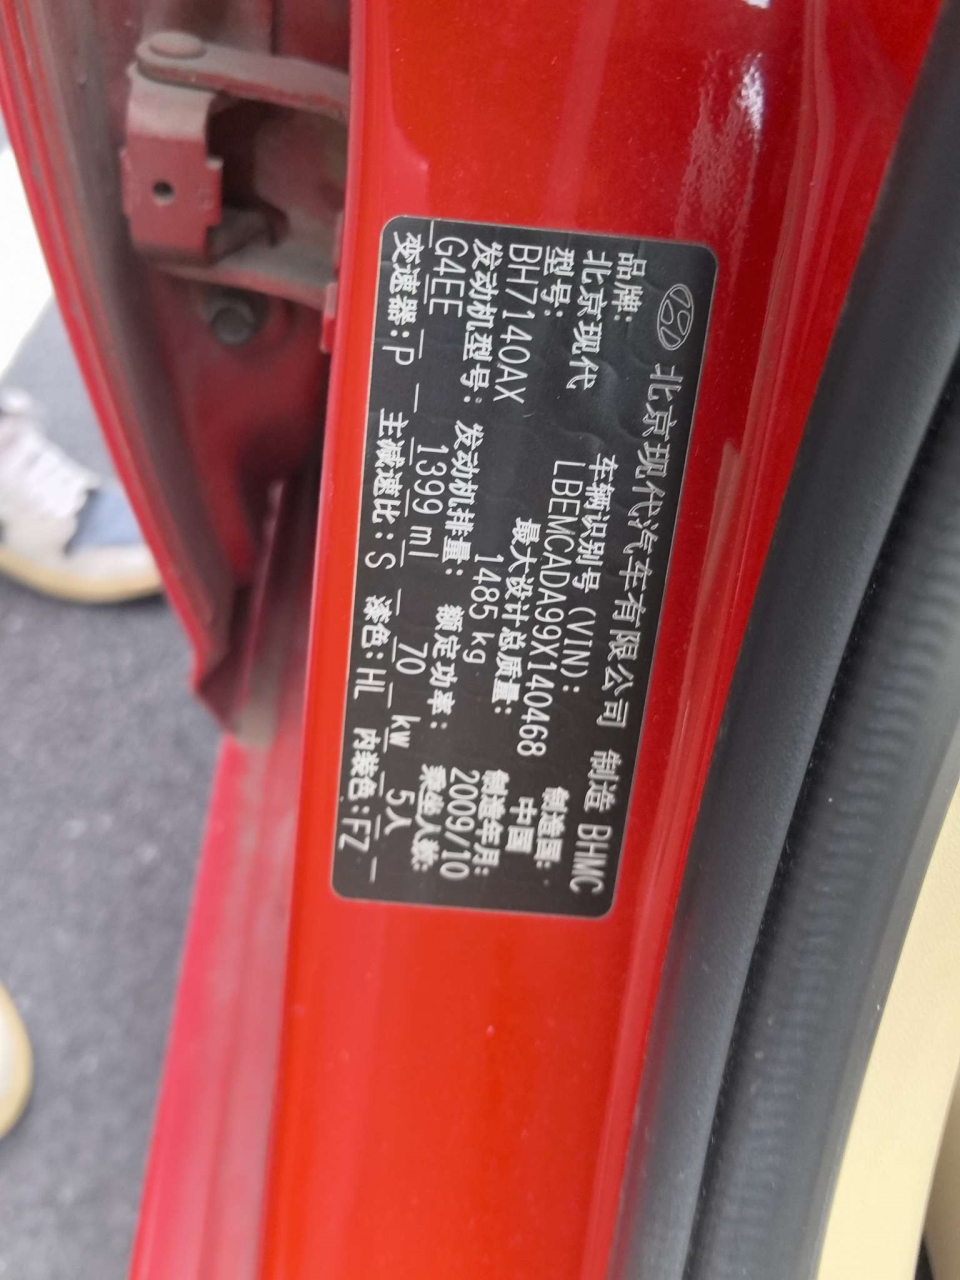 北京现代汽车有限公司 制造 BHMC
品牌: 车辆识别号(VIN): 制造国:
北京现代 LBEMCADA99X140468 中国
型号: 最大设计总质量: 制造年月:
BH7140AX 1485 kg 2009/10
发动机型号: 发动机排量: 额定功率: 乘坐人数:
G4EE 1399 ml 70 kw 5人
变速器:P 主减速比:S 漆色:HL 内装色:FZ